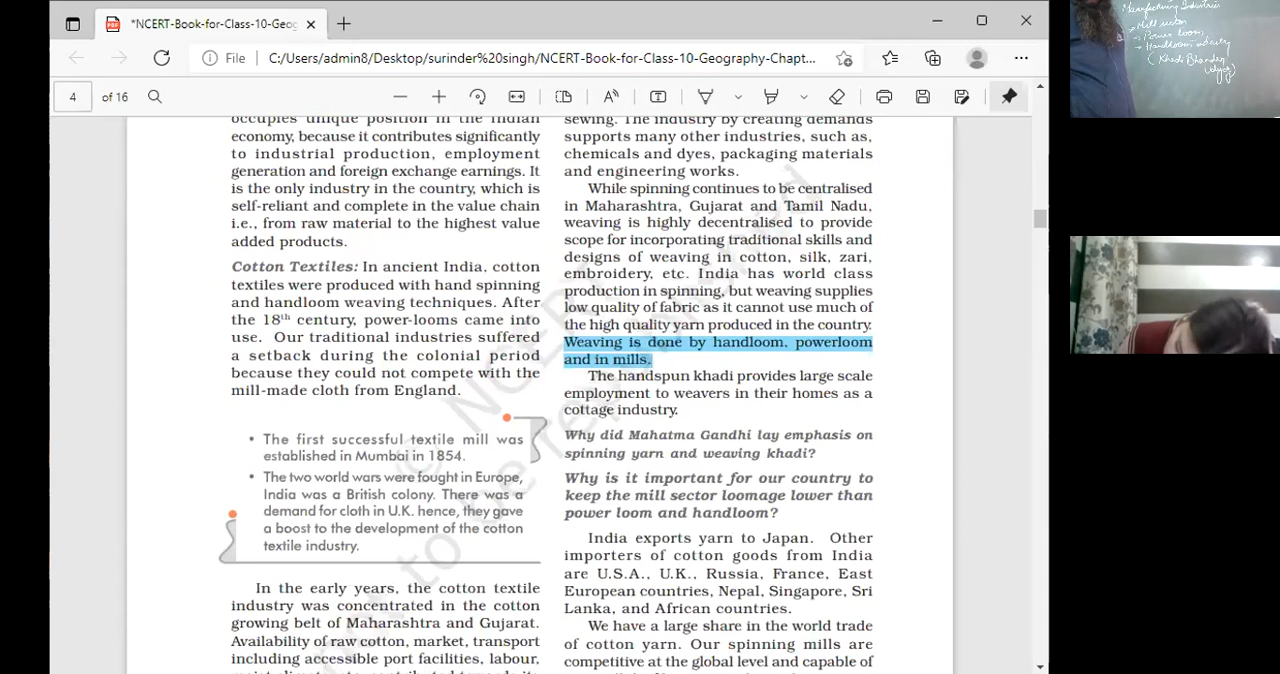 *NCERT-Book-for-Class-10-Geog
File
C:/Users/admin8/Desktop/surinder%20singh/NCERT-Book-for-Class-10-Geography-Chapt...
4 of 16
occupies unique position in the Indian
economy, because it contributes significantly
to industrial production, employment
generation and foreign exchange earnings. It
is the only industry in the country, which is
self-reliant and complete in the value chain
i.e., from raw material to the highest value
added products.
Cotton Textiles: In ancient India, cotton
textiles were produced with hand spinning
and handloom weaving techniques. After
the 18th century, power-looms came into
use. Our traditional industries suffered
a setback during the colonial period
because they could not compete with the
mill-made cloth from England.
• The first successful textile mill was
established in Mumbai in 1854.
• The two world wars were fought in Europe,
India was a British colony. There was a
demand for cloth in U.K. hence, they gave
a boost to the development of the cotton
textile industry.
In the early years, the cotton textile
industry was concentrated in the cotton
growing belt of Maharashtra and Gujarat.
Availability of raw cotton, market, transport
including accessible port facilities, labour,
sewing. The industry by creating demands
supports many other industries, such as,
chemicals and dyes, packaging materials
and engineering works.
While spinning continues to be centralised
in Maharashtra, Gujarat and Tamil Nadu,
weaving is highly decentralised to provide
scope for incorporating traditional skills and
designs of weaving in cotton, silk, zari,
embroidery, etc. India has world class
production in spinning, but weaving supplies
low quality of fabric as it cannot use much of
the high quality yarn produced in the country.
Weaving is done by handloom, powerloom
and in mills.
The handspun khadi provides large scale
employment to weavers in their homes as a
cottage industry.
Why did Mahatma Gandhi lay emphasis on
spinning yarn and weaving khadi?
Why is it important for our country to
keep the mill sector loomage lower than
power loom and handloom?
India exports yarn to Japan. Other
importers of cotton goods from India
are U.S.A., U.K., Russia, France, East
European countries, Nepal, Singapore, Sri
Lanka, and African countries.
We have a large share in the world trade
of cotton yarn. Our spinning mills are
competitive at the global level and capable of
Manufacturing Industries
Mill sector
Power loom
Handloom industry
(Khadi Bhandar